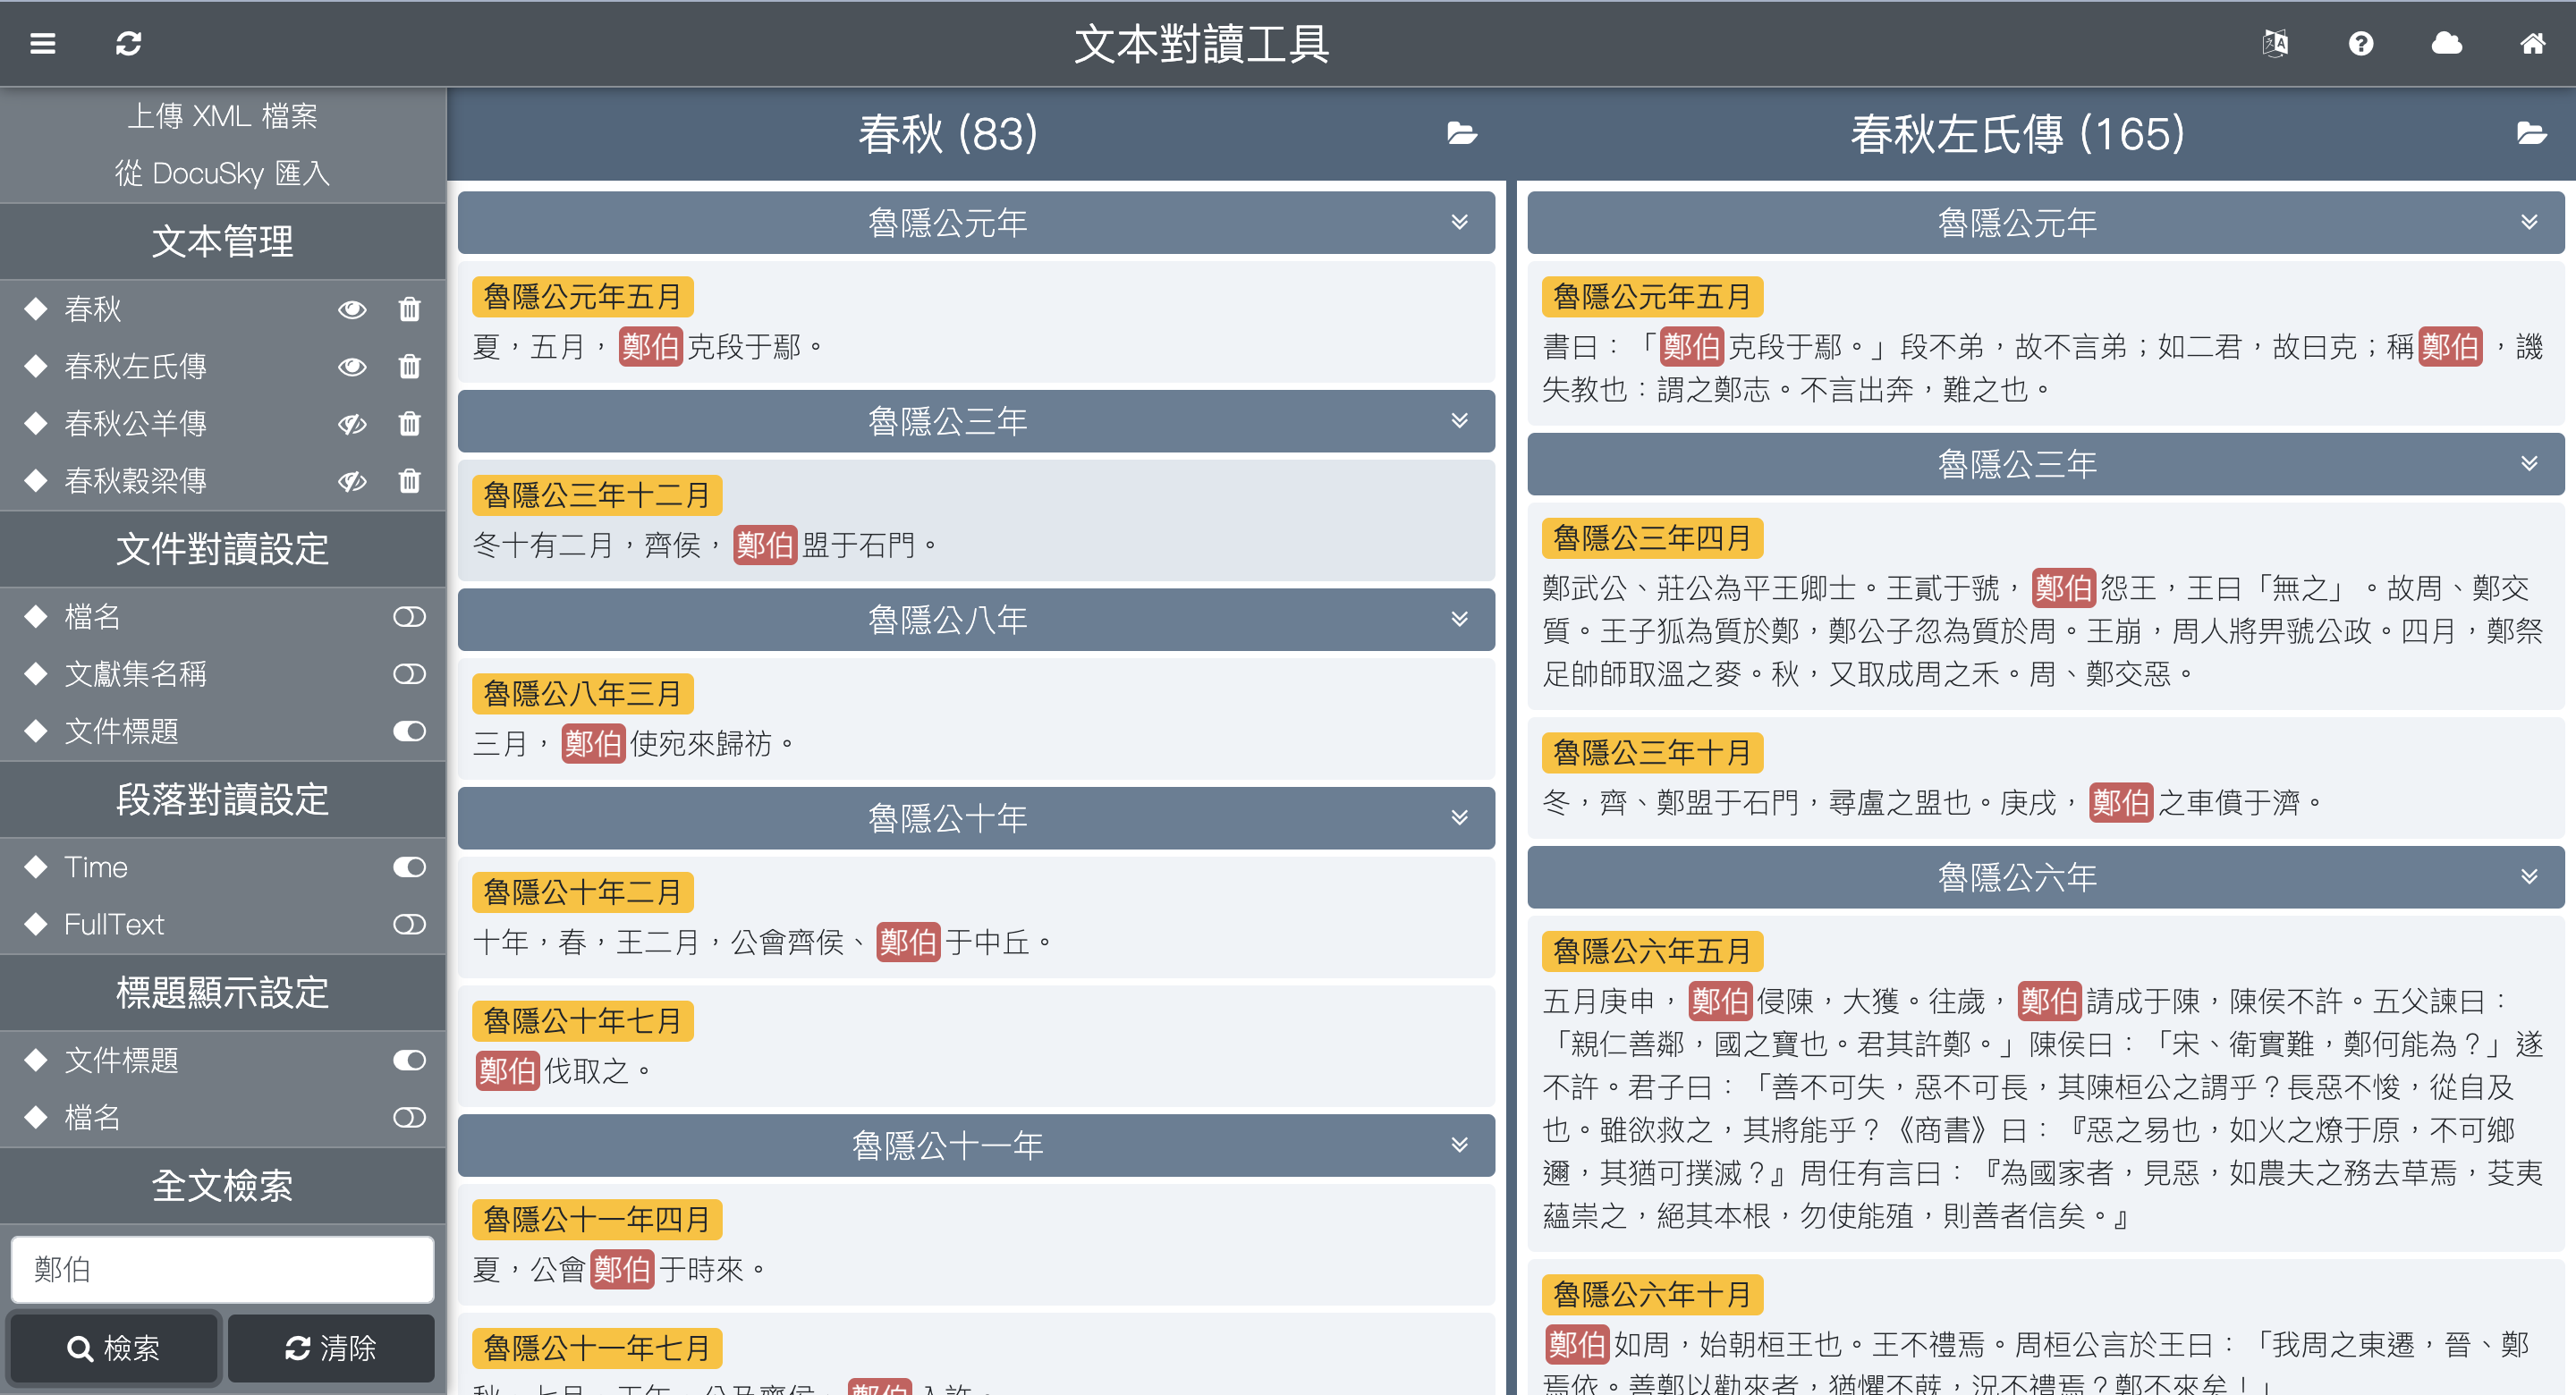 文本對讀工具
上傳 XML 檔案
從 DocuSky 匯入
文本管理
春秋
春秋左氏傳
春秋公羊傳
春秋穀梁傳
文件對讀設定
檔名
文獻集名稱
文件標題
段落對讀設定
Time
FullText
標題顯示設定
文件標題
檔名
全文檢索
鄭伯
檢索
清除
春秋 (83)
魯隱公元年
魯隱公元年五月
夏，五月，鄭伯克段于鄢。
魯隱公三年
魯隱公三年十二月
冬十有二月，齊侯，鄭伯盟于石門。
魯隱公八年
魯隱公八年三月
三月，鄭伯使宛來歸祊。
魯隱公十年
魯隱公十年二月
十年，春，王二月，公會齊侯、鄭伯于中丘。
魯隱公十年七月
鄭伯伐取之。
魯隱公十一年
魯隱公十一年四月
夏，公會鄭伯于時來。
魯隱公十一年七月
秋，七月，壬午，公及齊侯，鄭伯入許。
春秋左氏傳 (165)
魯隱公元年
魯隱公元年五月
書曰：「鄭伯克段于鄢。」段不弟，故不言弟；如二君，故曰克；稱鄭伯，譏
失教也：謂之鄭志。不言出奔，難之也。
魯隱公三年
魯隱公三年四月
鄭武公、莊公為平王卿士。王貳于虢，鄭伯怨王，王曰「無之」。故周、鄭交
質。王子狐為質於鄭，鄭公子忽為質於周。王崩，周人將畀虢公政。四月，鄭祭
足帥師取溫之麥。秋，又取成周之禾。周、鄭交惡。
魯隱公三年十月
冬，齊、鄭盟于石門，尋盧之盟也。庚戌，鄭伯之車僨于濟。
魯隱公六年
魯隱公六年五月
五月庚申，鄭伯侵陳，大獲。往歲，鄭伯請成于陳，陳侯不許。五父諫曰：
「親仁善鄰，國之寶也。君其許鄭。」陳侯曰：「宋、衛實難，鄭何能為？」遂
不許。君子曰：「善不可失，惡不可長，其陳桓公之謂乎？長惡不悛，從自及
也。雖欲救之，其將能乎？《商書》曰：『惡之易也，如火之燎于原，不可鄉
邇，其猶可撲滅？』周任有言曰：『為國家者，見惡，如農夫之務去草焉，芟夷
蘊崇之，絕其本根，勿使能殖，則善者信矣。』
魯隱公六年十月
鄭伯如周，始朝桓王也。王不禮焉。周桓公言於王曰：「我周之東遷，晉、鄭
焉依。善鄭以勸來者，猶懼不蔇，況不禮焉？鄭不來矣！」